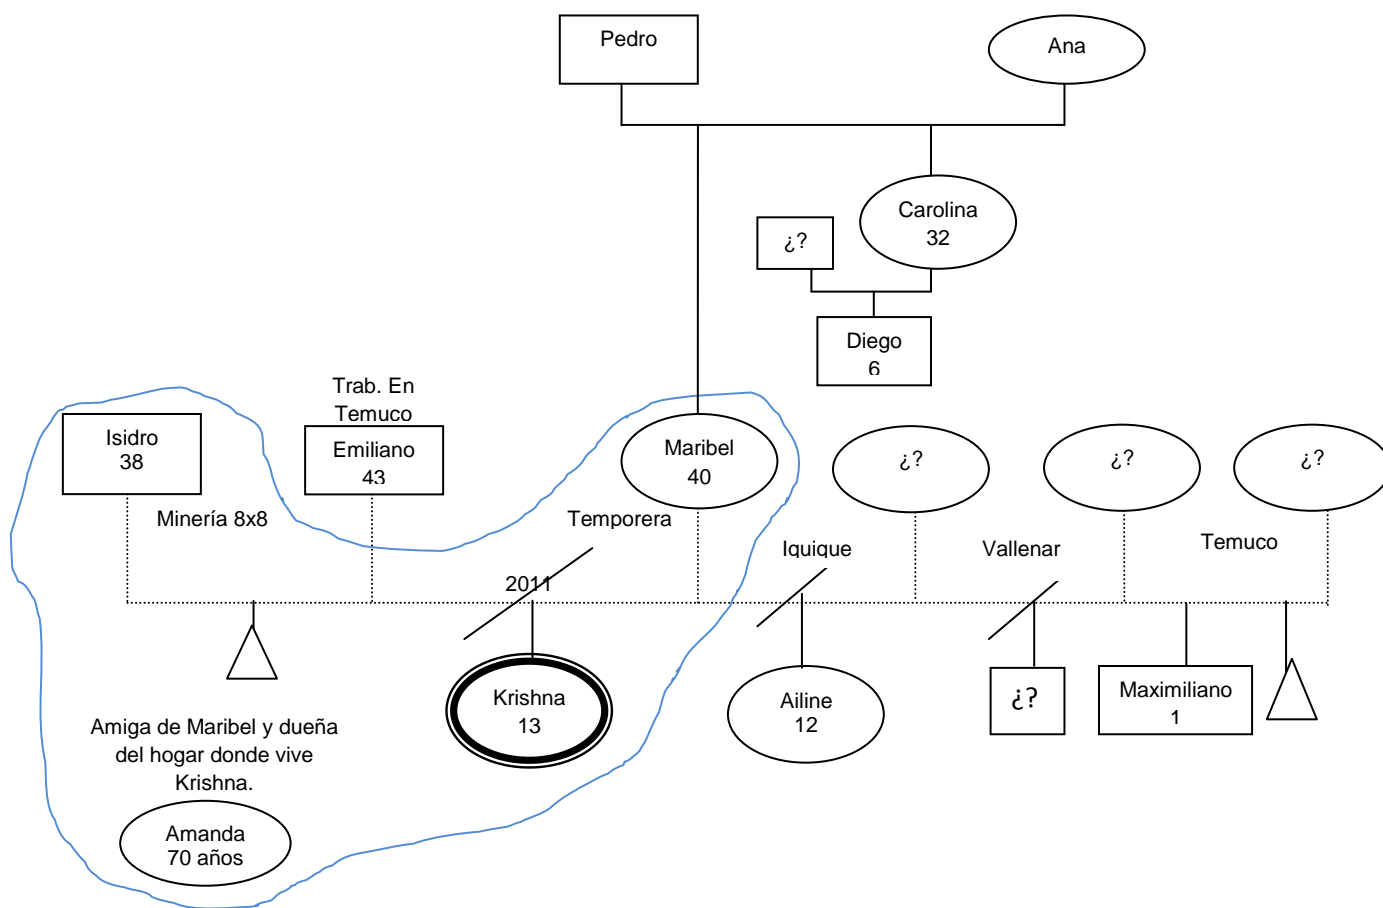 Pedro
Ana
Carolina
32
¿?
Diego
6
Trab. En
Temuco
Isidro
38
Emiliano
43
Maribel
40
¿?
¿?
¿?
Minería 8x8
Temporera
Iquique
Vallenar
Temuco
2011
Krishna
13
Ailine
12
¿?
Maximiliano
1
Amiga de Maribel y dueña
del hogar donde vive
Krishna.
Amanda
70 años